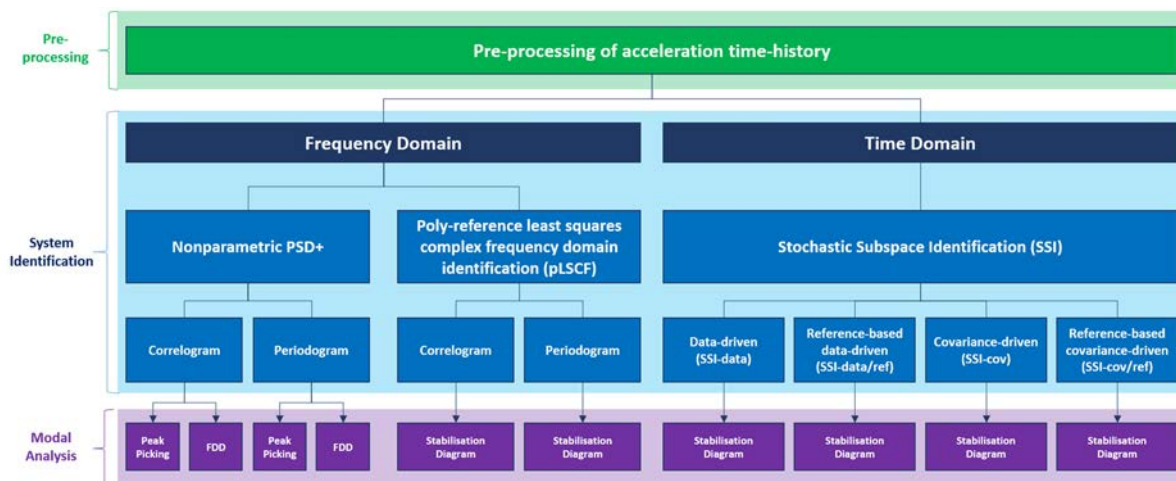 Pre-
processing
Pre-processing of acceleration time-history
System
Identification
Frequency Domain
Time Domain
Nonparametric PSD+
Poly-reference least squares
complex frequency domain
identification (pLSCF)
Stochastic Subspace Identification (SSI)
Correlogram
Periodogram
Correlogram
Periodogram
Data-driven
(SSI-data)
Reference-based
data-driven
(SSI-data/ref)
Covariance-driven
(SSI-cov)
Reference-based
covariance-driven
(SSI-cov/ref)
Modal
Analysis
Peak
Picking
FDD
Peak
Picking
FDD
Stabilisation
Diagram
Stabilisation
Diagram
Stabilisation
Diagram
Stabilisation
Diagram
Stabilisation
Diagram
Stabilisation
Diagram